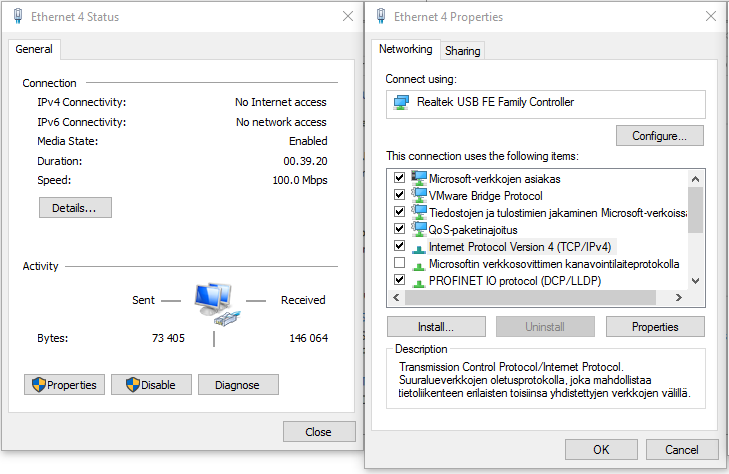 Ethernet 4 Status
General
Connection
IPv4 Connectivity: No Internet access
IPv6 Connectivity: No network access
Media State: Enabled
Duration: 00.39.20
Speed: 100.0 Mbps
Details...
Activity
Sent — Received
Bytes: 73 405 146 064
Properties Disable Diagnose
Close
Ethernet 4 Properties
Networking Sharing
Connect using:
Realtek USB FE Family Controller
Configure...
This connection uses the following items:
Microsoft-verkkojen asiakas
VMware Bridge Protocol
Tiedostojen ja tulostimien jakaminen Microsoft-verkoissa
QoS-paketinajoitus
Internet Protocol Version 4 (TCP/IPv4)
Microsoftin verkkosovittimen kanavointilaiteprotokolla
PROFINET IO protocol (DCP/LLDP)
Install... Uninstall Properties
Description
Transmission Control Protocol/Internet Protocol.
Suuralueverkkojen oletusprotokolla, joka mahdollistaa
tietoliikenteen erilaisten toisiinsa yhdistettyjen verkkojen välillä.
OK Cancel